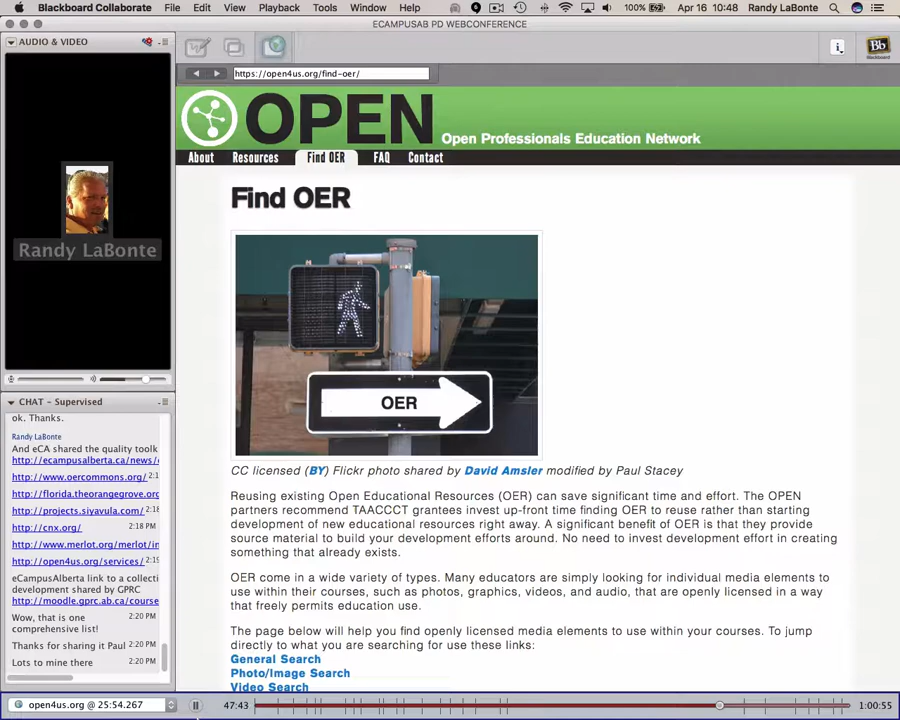 Blackboard Collaborate File Edit View Playback Tools Window Help 100% Apr 16 10:48 Randy LaBonte
ECAMPUSAB PD WEBCONFERENCE
AUDIO & VIDEO
Randy LaBonte
CHAT - Supervised
ok. Thanks.
Randy LaBonte
And eCA shared the quality toolk
http://ecampusalberta.ca/news/
http://www.oercommons.org/ 2:1
http://florida.theorangegrove.org
http://projects.siyavula.com/ 2:1
http://cnx.org/ 2:18 PM
http://www.merlot.org/merlot/in
http://open4us.org/services/ 2:19
eCampusAlberta link to a collecti
development shared by GPRC
http://moodle.gprc.ab.ca/course
Wow, that is one 2:20 PM
comprehensive list!
Thanks for sharing it Paul 2:20 PM
Lots to mine there 2:20 PM
i
Bb
Blackboard
https://open4us.org/find-oer/
OPEN Open Professionals Education Network
About Resources Find OER FAQ Contact
Find OER
OER
CC licensed (BY) Flickr photo shared by David Amsler modified by Paul Stacey
Reusing existing Open Educational Resources (OER) can save significant time and effort. The OPEN
partners recommend TAACCCT grantees invest up-front time finding OER to reuse rather than starting
development of new educational resources right away. A significant benefit of OER is that they provide
source material to build your development efforts around. No need to invest development effort in creating
something that already exists.
OER come in a wide variety of types. Many educators are simply looking for individual media elements to
use within their courses, such as photos, graphics, videos, and audio, that are openly licensed in a way
that freely permits education use.
The page below will help you find openly licensed media elements to use within your courses. To jump
directly to what you are searching for use these links:
General Search
Photo/Image Search
Video Search
open4us.org @ 25:54.267 47:43 1:00:55